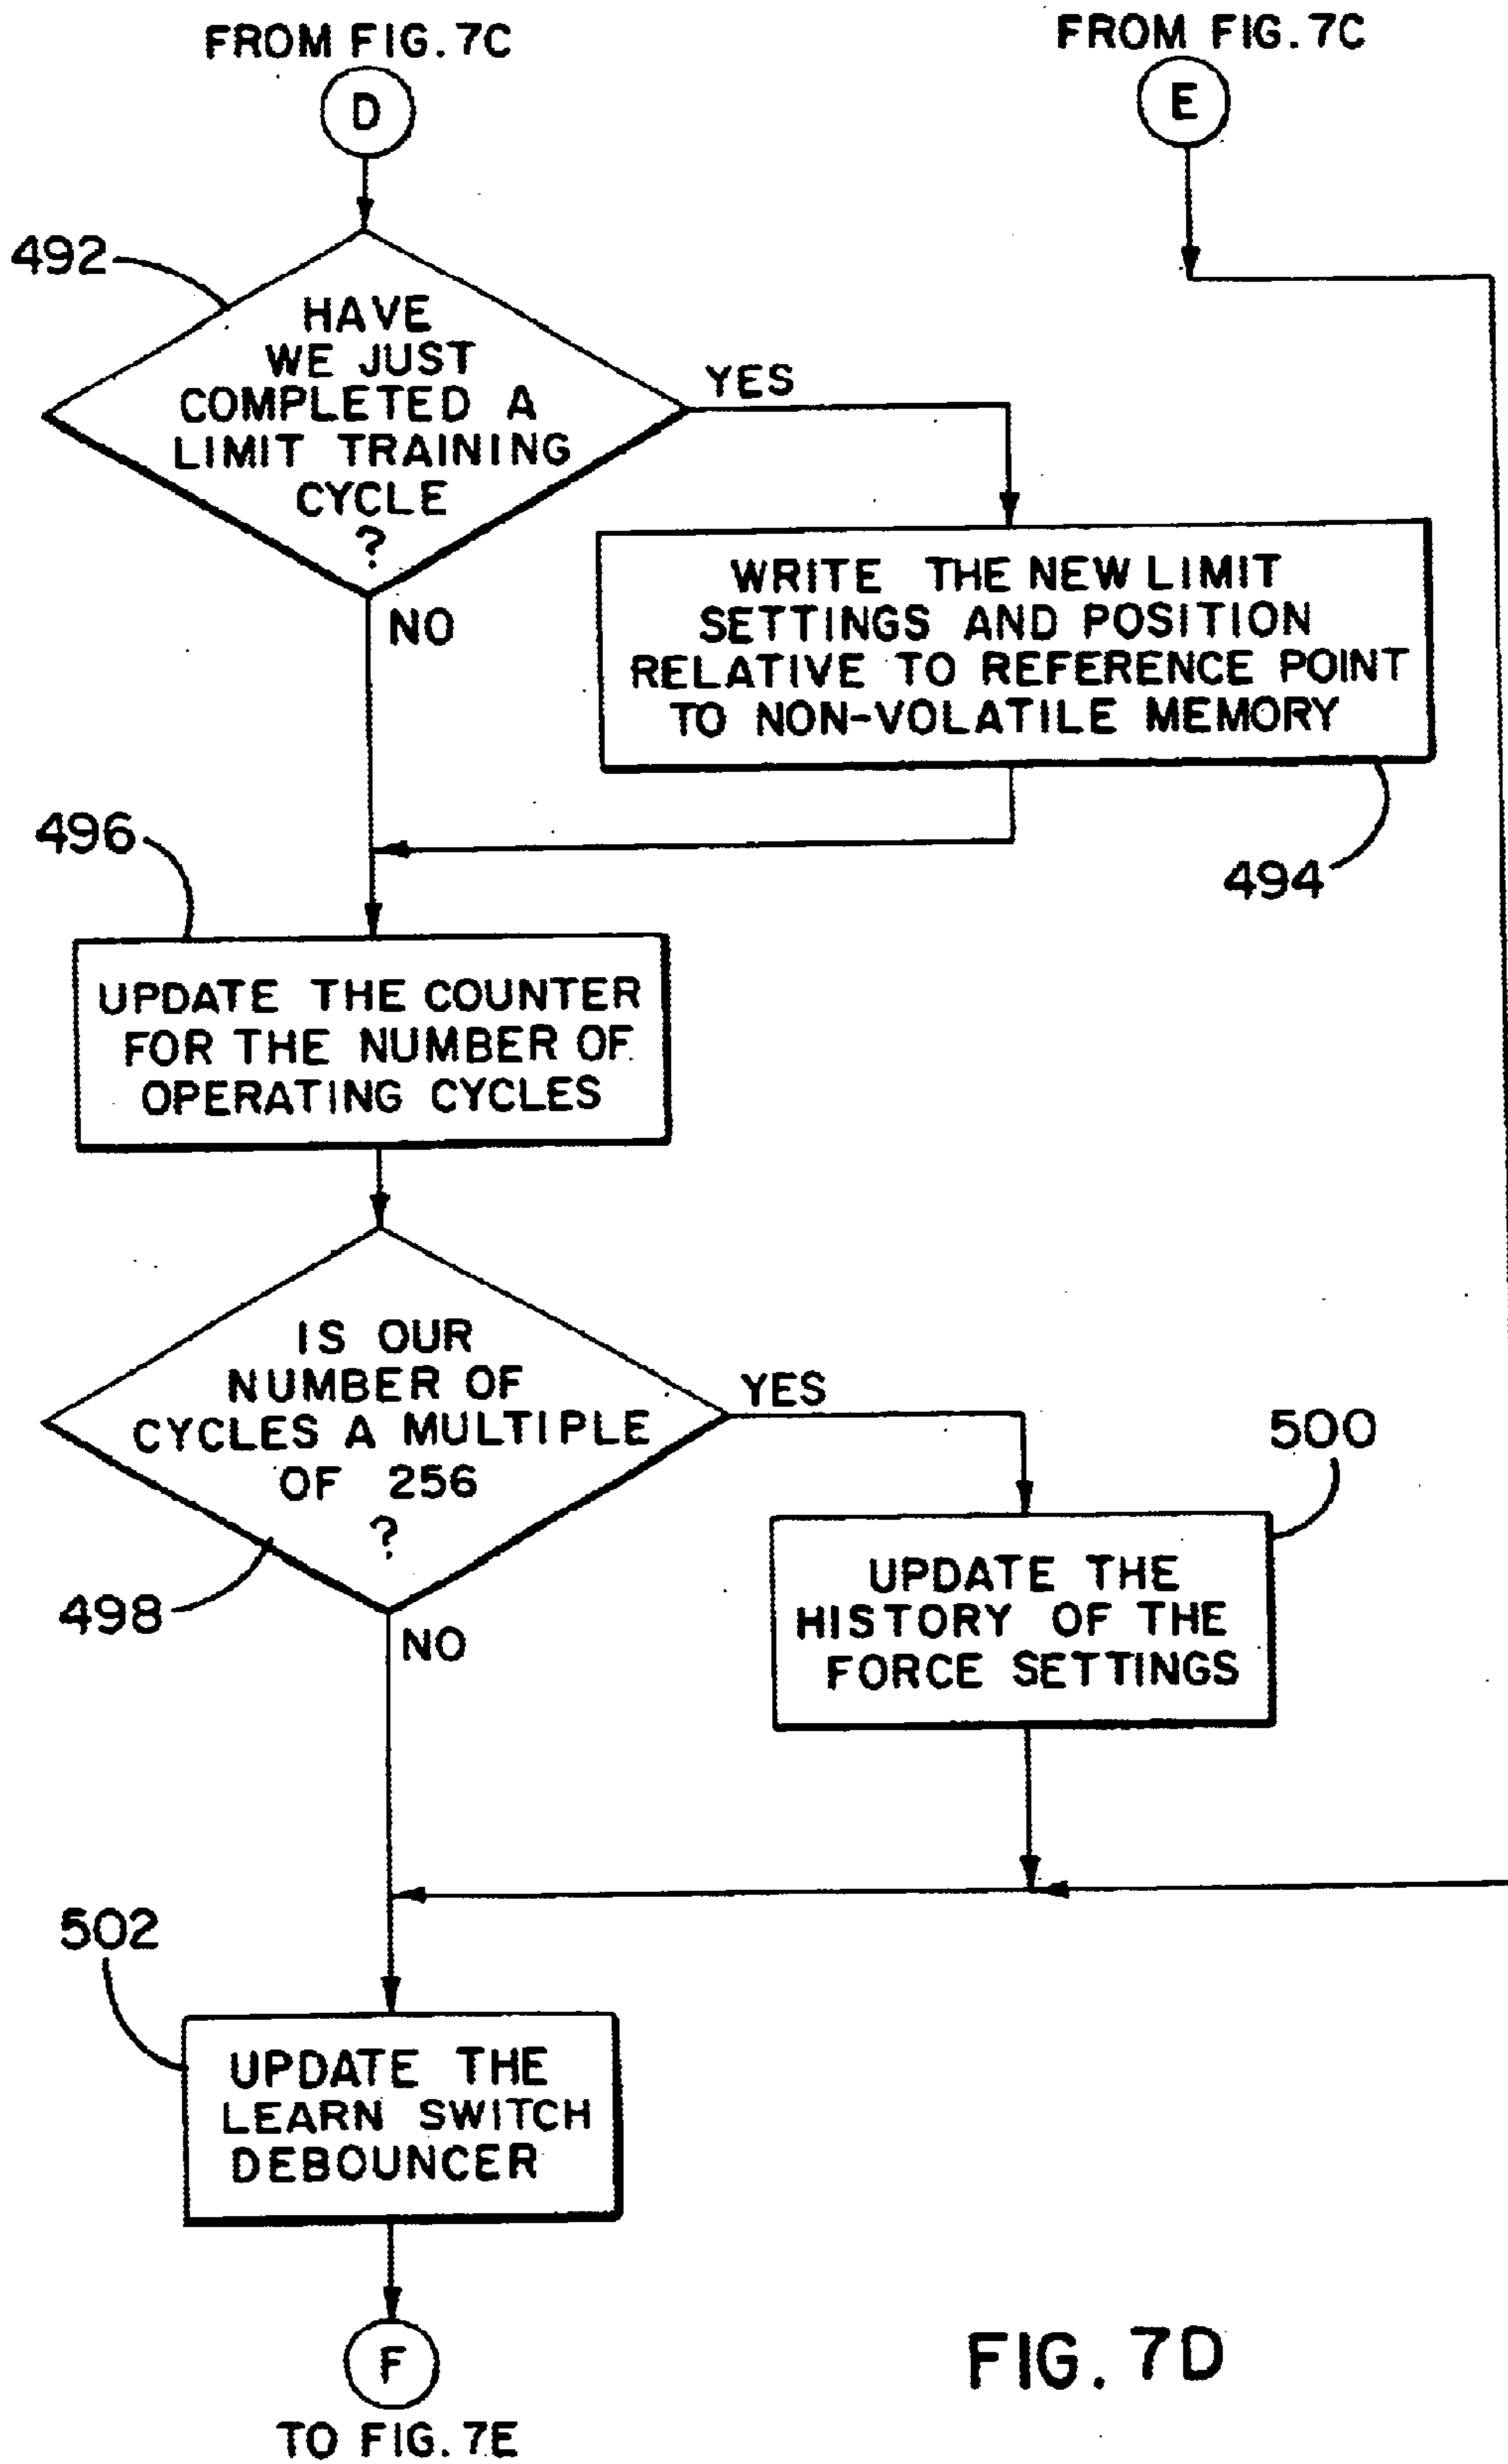 FROM FIG. 7C
D
FROM FIG. 7C
E
492
HAVE
WE JUST
COMPLETED A
LIMIT TRAINING
CYCLE
?
YES
NO
WRITE THE NEW LIMIT
SETTINGS AND POSITION
RELATIVE TO REFERENCE POINT
TO NON-VOLATILE MEMORY
494
496
UPDATE THE COUNTER
FOR THE NUMBER OF
OPERATING CYCLES
IS OUR
NUMBER OF
CYCLES A MULTIPLE
OF 256
?
YES
498
NO
500
UPDATE THE
HISTORY OF THE
FORCE SETTINGS
502
UPDATE THE
LEARN SWITCH
DEBOUNCER
F
TO FIG. 7E
FIG. 7D